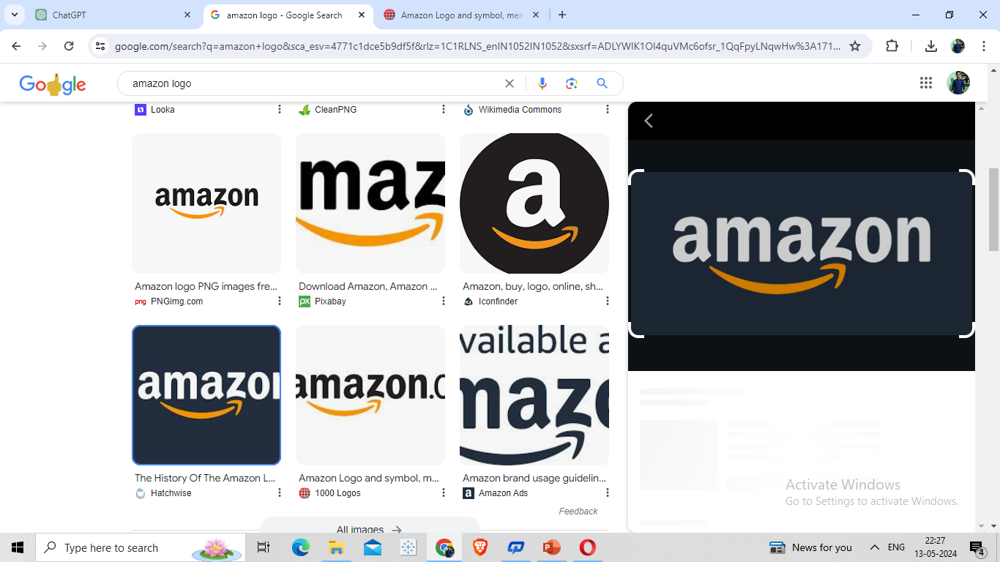 ChatGPT
amazon logo - Google Search
Amazon Logo and symbol, mea
google.com/search?q=amazon+logo&sca_esv=4771c1dce5b9df5f&rlz=1C1RLNS_enIN1052IN1052&sxsrf=ADLYWIK1Ol4quVMc6ofsr_1QqFpyLNqwHw%3A171...
Google
amazon logo
Looka
CleanPNG
Wikimedia Commons
amazon
maz
a
amazon
Amazon logo PNG images fre...
Download Amazon, Amazon ...
Amazon, buy, logo, online, sh...
png PNGimg.com
px Pixabay
Iconfinder
amazon
amazon.c
vailable a
mazo
The History Of The Amazon L...
Amazon Logo and symbol, m...
Amazon brand usage guidelin...
Hatchwise
1000 Logos
a Amazon Ads
Feedback
All images
Activate Windows
Go to Settings to activate Windows.
Type here to search
News for you
ENG
22:27
13-05-2024
4